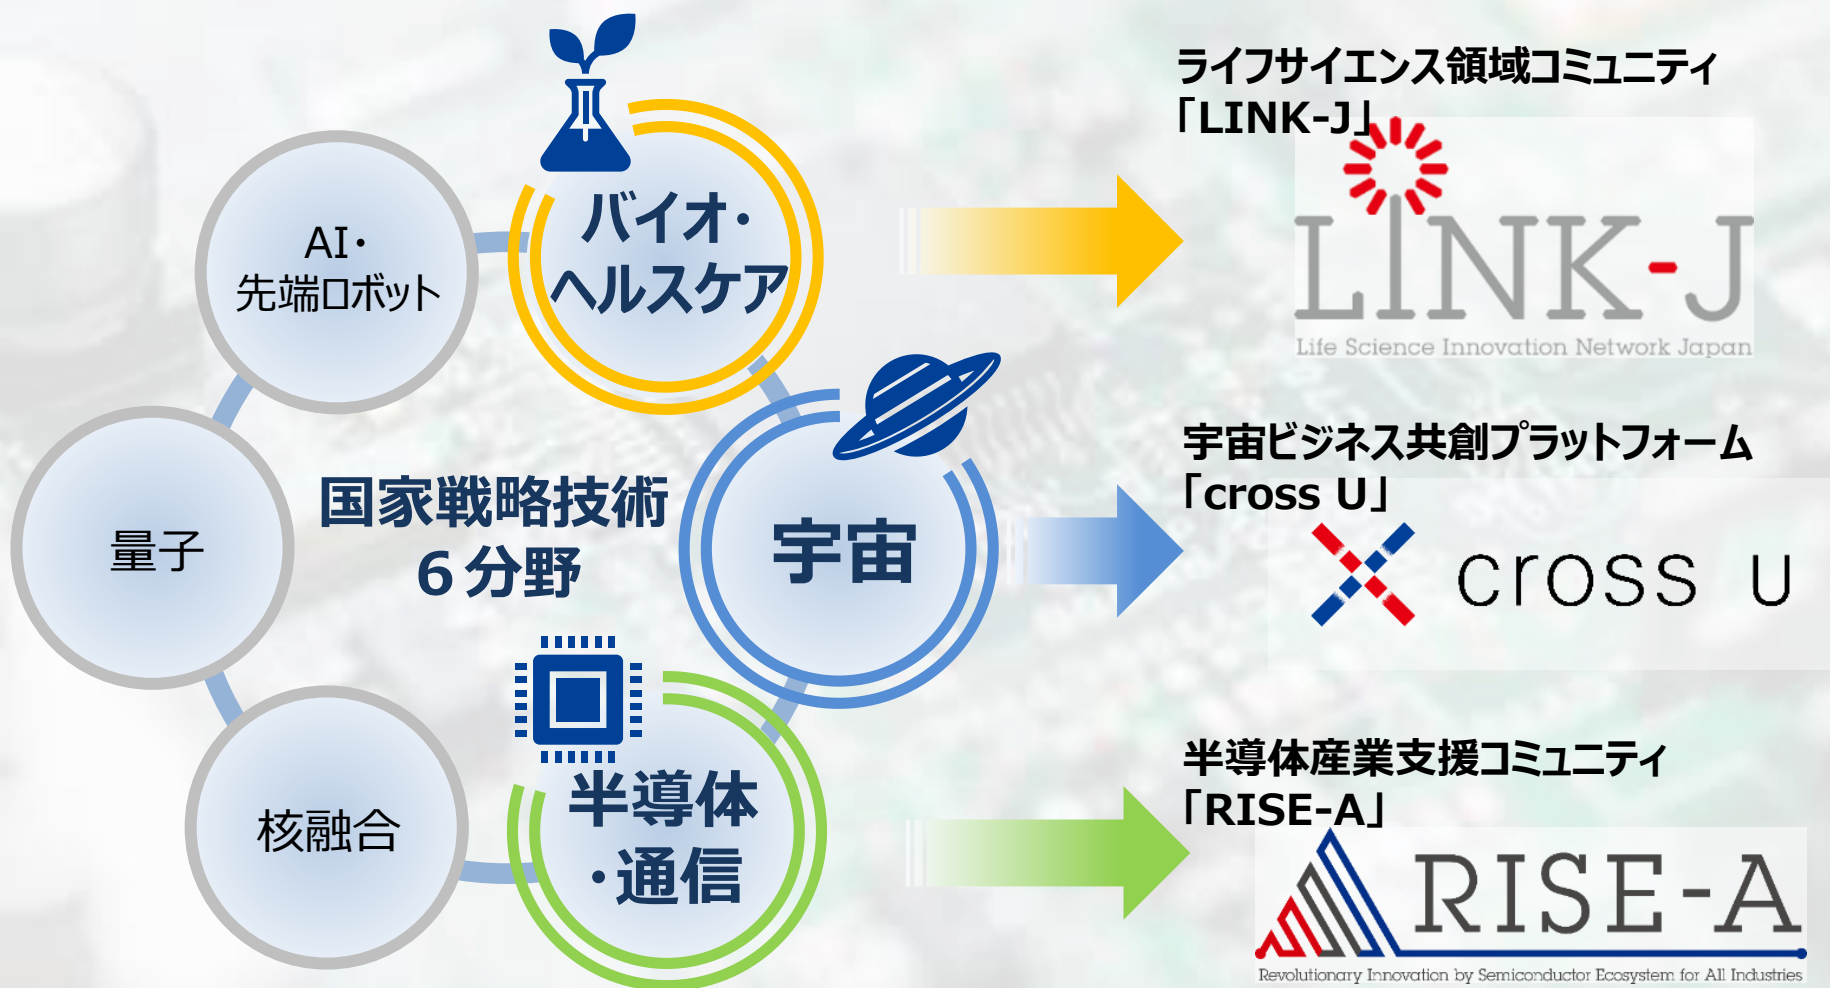 AI・
先端ロボット
バイオ・
ヘルスケア
量子
国家戦略技術
６分野
宇宙
核融合
半導体
・通信
ライフサイエンス領域コミュニティ
「LINK-J」
LINK-J
Life Science Innovation Network Japan
宇宙ビジネス共創プラットフォーム
「cross U」
cross U
半導体産業支援コミュニティ
「RISE-A」
RISE-A
Revolutionary Innovation by Semiconductor Ecosystem for All Industries